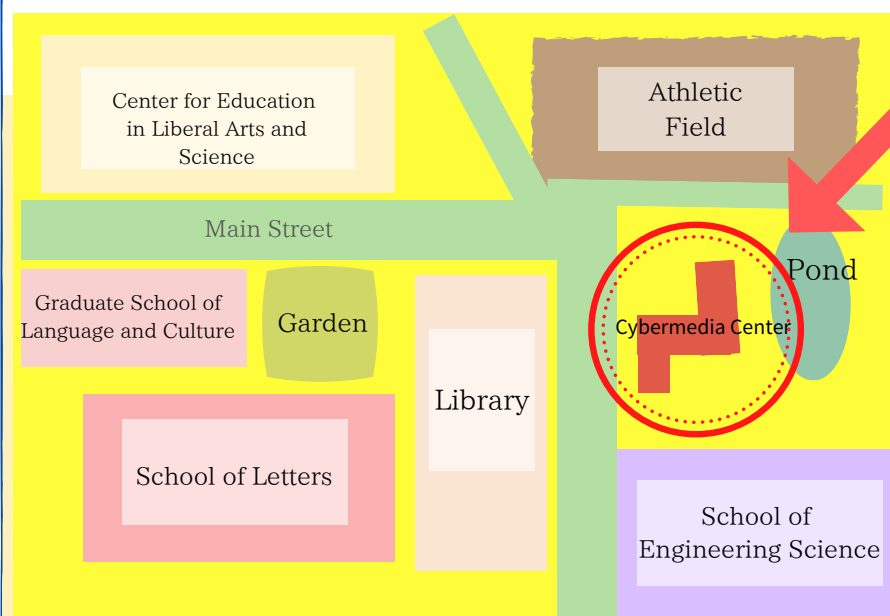 Center for Education
in Liberal Arts and
Science
Athletic
Field
Main Street
Pond
Graduate School of
Language and Culture
Garden
Cybermedia Center
Library
School of Letters
School of
Engineering Science